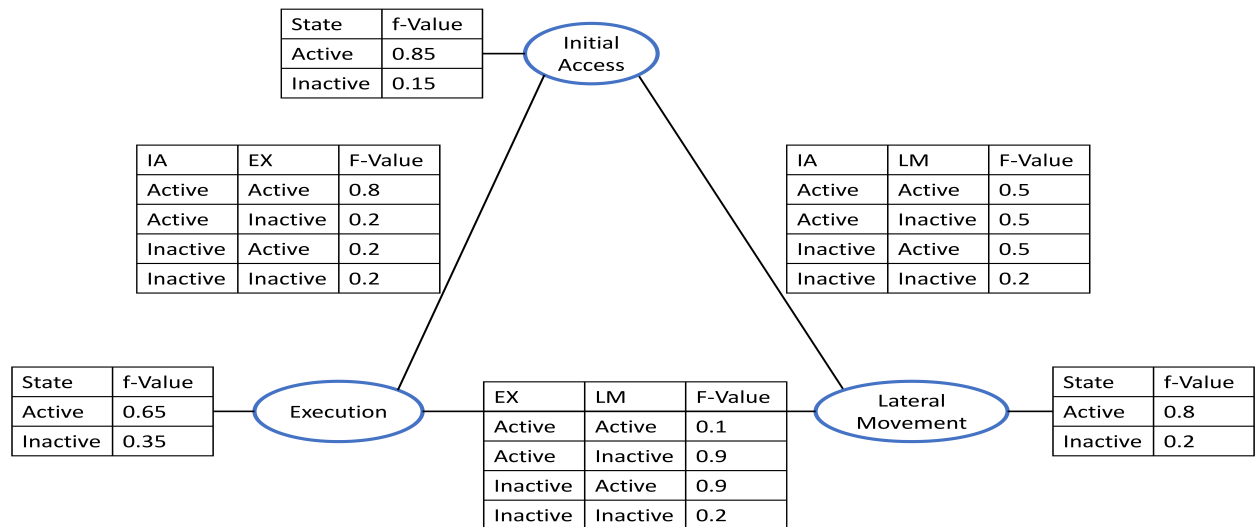 State f-Value
Active 0.85
Inactive 0.15
Initial
Access
IA EX F-Value
Active Active 0.8
Active Inactive 0.2
Inactive Active 0.2
Inactive Inactive 0.2
IA LM F-Value
Active Active 0.5
Active Inactive 0.5
Inactive Active 0.5
Inactive Inactive 0.2
State f-Value
Active 0.65
Inactive 0.35
Execution
EX LM F-Value
Active Active 0.1
Active Inactive 0.9
Inactive Active 0.9
Inactive Inactive 0.2
Lateral
Movement
State f-Value
Active 0.8
Inactive 0.2